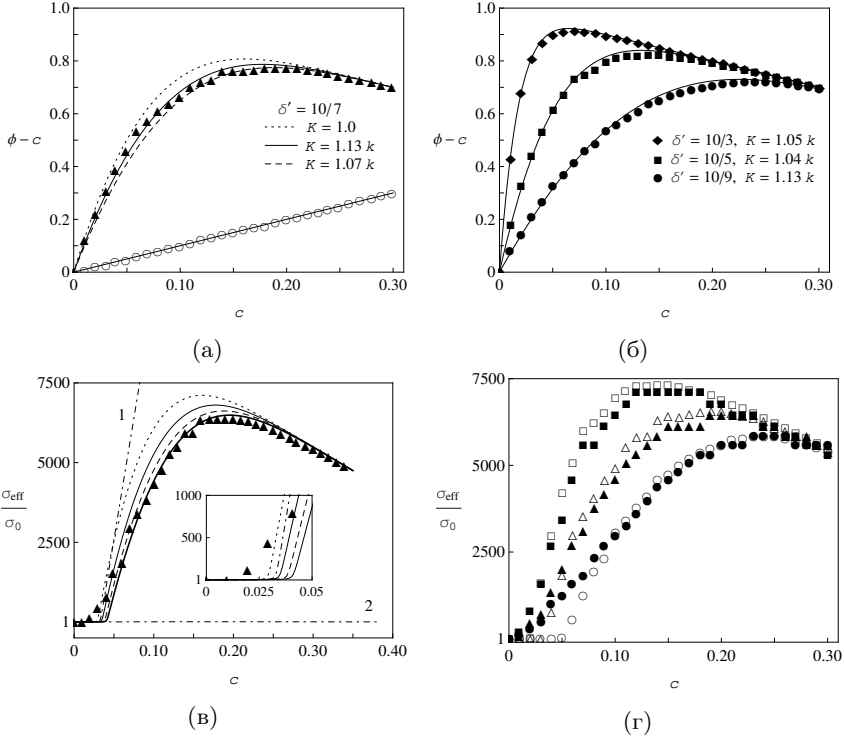 1.0
0.8
0.6
0.4
0.2
0
ϕ – c
δ′ = 10/7
K = 1.0
K = 1.13 k
K = 1.07 k
0 0.10 0.20 0.30
c
(а)
1.0
0.8
0.6
0.4
0.2
0
ϕ – c
δ′ = 10/3, K = 1.05 k
δ′ = 10/5, K = 1.04 k
δ′ = 10/9, K = 1.13 k
0 0.10 0.20 0.30
c
(б)
7500
5000
2500
1
σeff
σ0
1
2
1000
500
1
0 0.025 0.05
0 0.10 0.20 0.30 0.40
c
(в)
7500
5000
2500
1
σeff
σ0
0 0.10 0.20 0.30
c
(г)